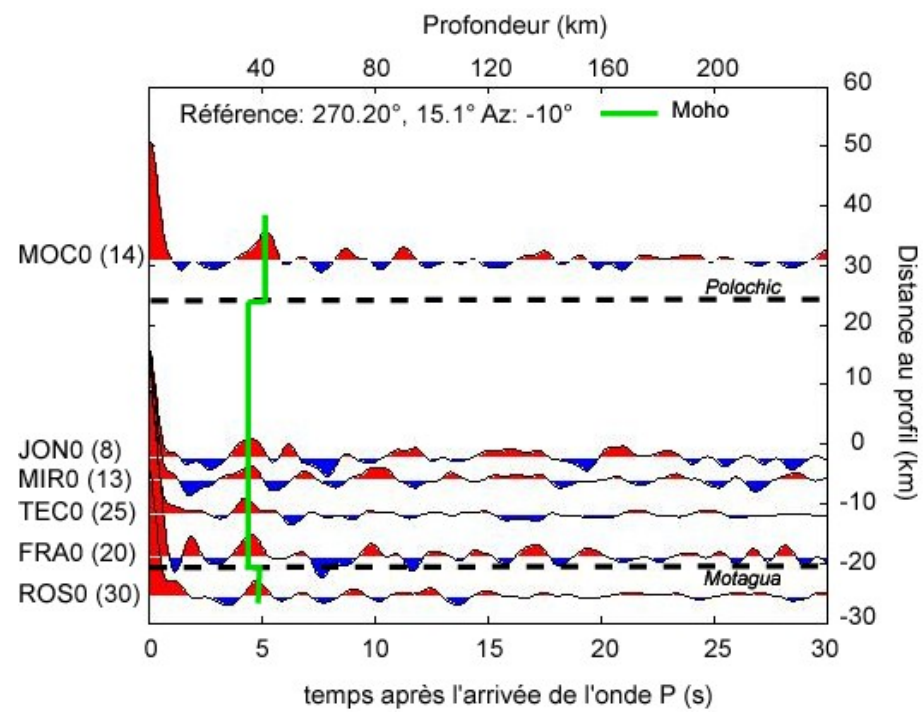 Profondeur (km)
40 80 120 160 200
Référence: 270.20°, 15.1° Az: -10° Moho
60
50
40
MOC0 (14)
30
Polochic
20
10
JON0 (8)
0
MIR0 (13)
TEC0 (25)
-10
FRA0 (20)
-20
Motagua
ROS0 (30)
-30
Distance au profil (km)
0 5 10 15 20 25 30
temps après l'arrivée de l'onde P (s)